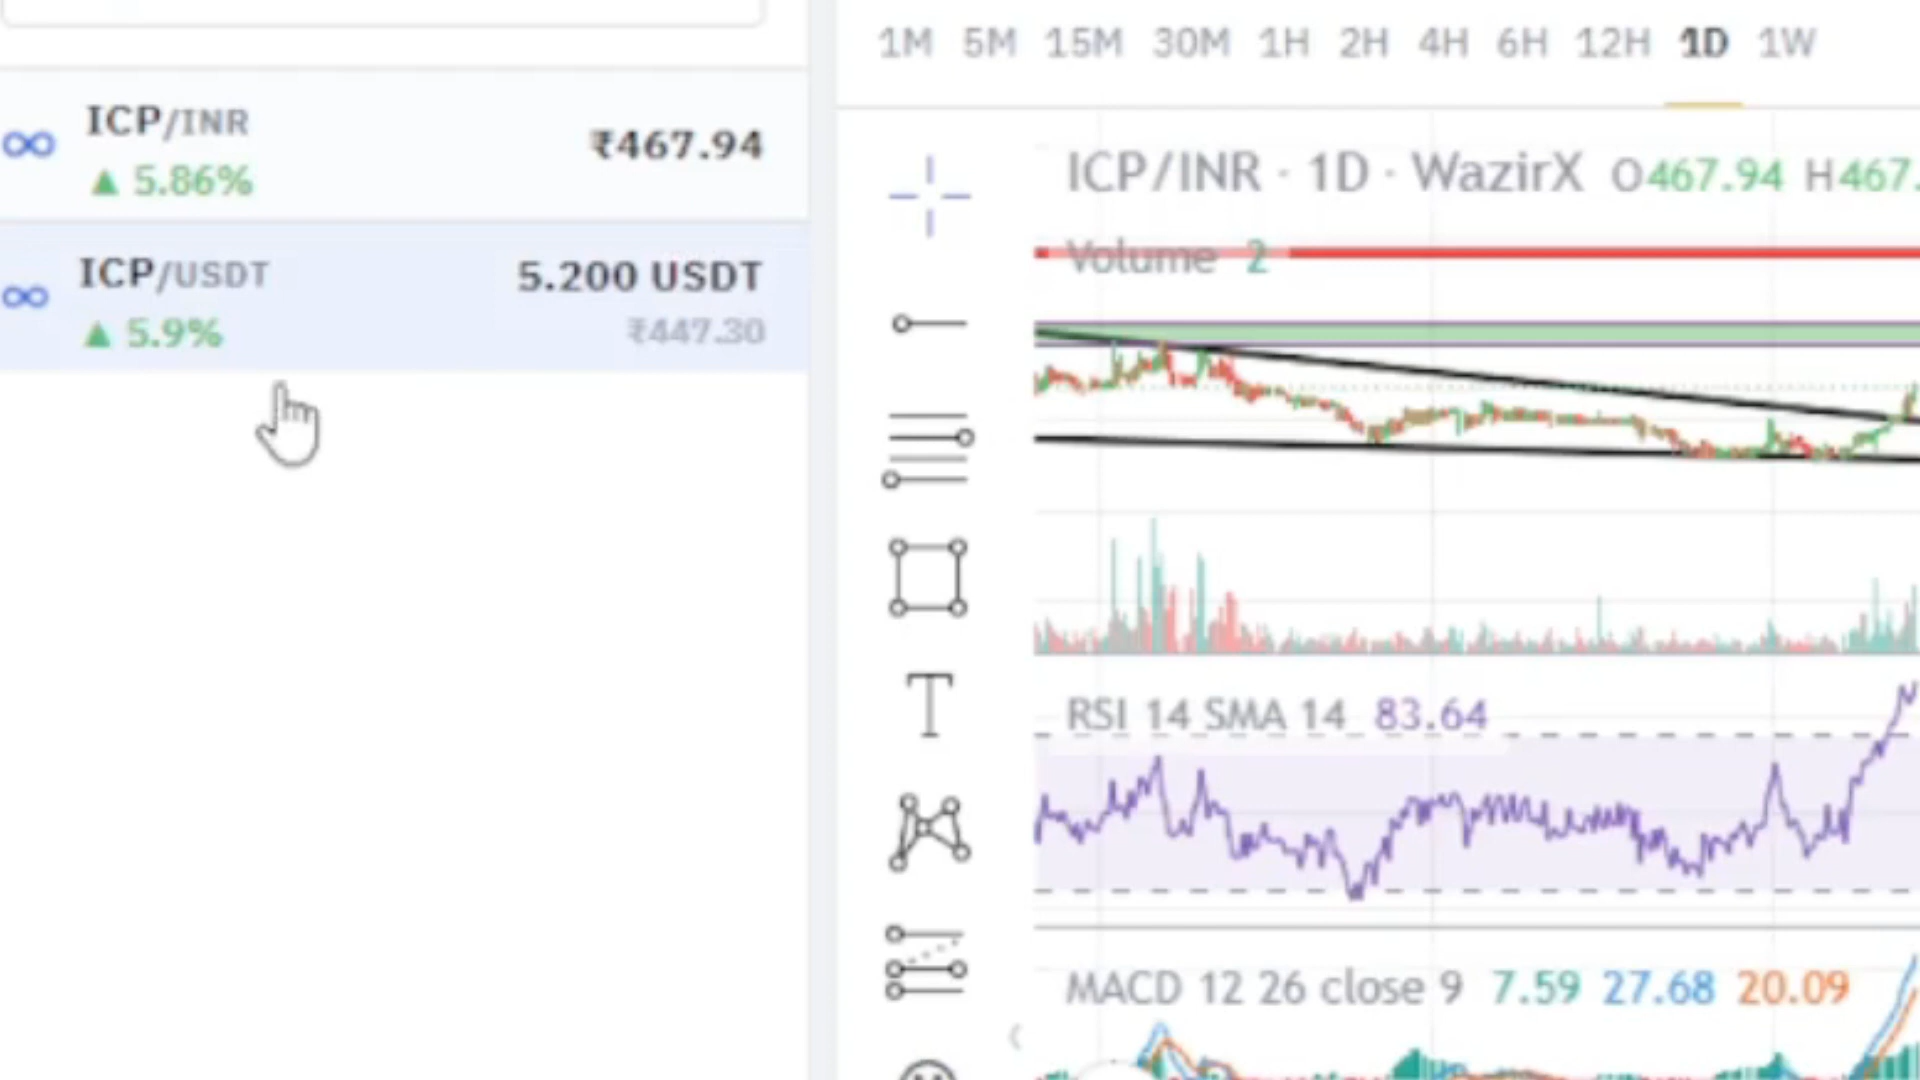 1M 5M 15M 30M 1H 2H 4H 6H 12H 1D 1W
ICP/INR
₹467.94
▲ 5.86%
ICP/USDT
5.200 USDT
▲ 5.9%
₹447.30
ICP/INR · 1D · WazirX O467.94 H467.
Volume 2
T
RSI 14 SMA 14 83.64
MACD 12 26 close 9 7.59 27.68 20.09